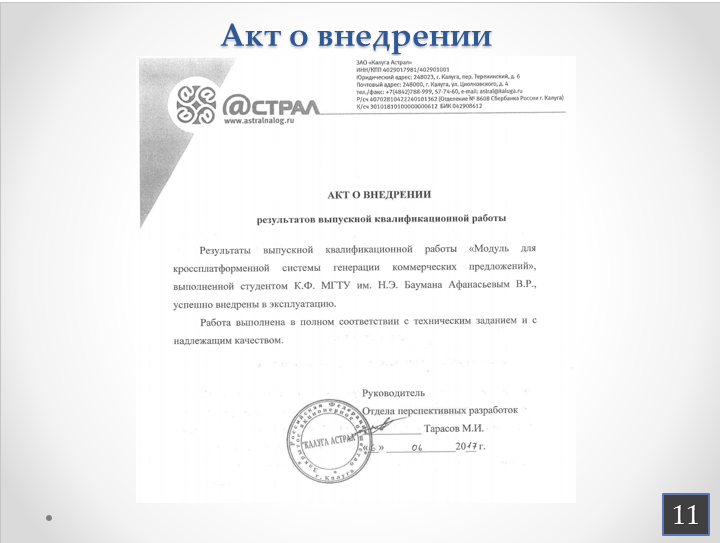 Акт о внедрении
ЗАО «Калуга Астрал»
ИНН/КПП 4029017981/402901001
Юридический адрес: 248023, г. Калуга, пер. Теренинский, д. 6
Почтовый адрес: 248000, г. Калуга, ул. Циолковского, д. 4
тел./факс: +7(4842)788-999, 57-74-60, e-mail: astral@kaluga.ru
Р/сч 40702810422240101362 (Отделение № 8608 Сбербанка России г. Калуга)
К/сч 30101810100000000612 БИК 042908612
@СТРАЛ
www.astralnalog.ru
АКТ О ВНЕДРЕНИИ
результатов выпускной квалификационной работы
Результаты выпускной квалификационной работы «Модуль для
кроссплатформенной системы генерации коммерческих предложений»,
выполненной студентом К.Ф. МГТУ им. Н.Э. Баумана Афанасьевым В.Р.,
успешно внедрены в эксплуатацию.
Работа выполнена в полном соответствии с техническим заданием и с
надлежащим качеством.
Руководитель
Отдела перспективных разработок
Тарасов М.И.
» 06 2017 г.
Российская Федерация
КАЛУГА АСТРАЛ
г. Калуга
11